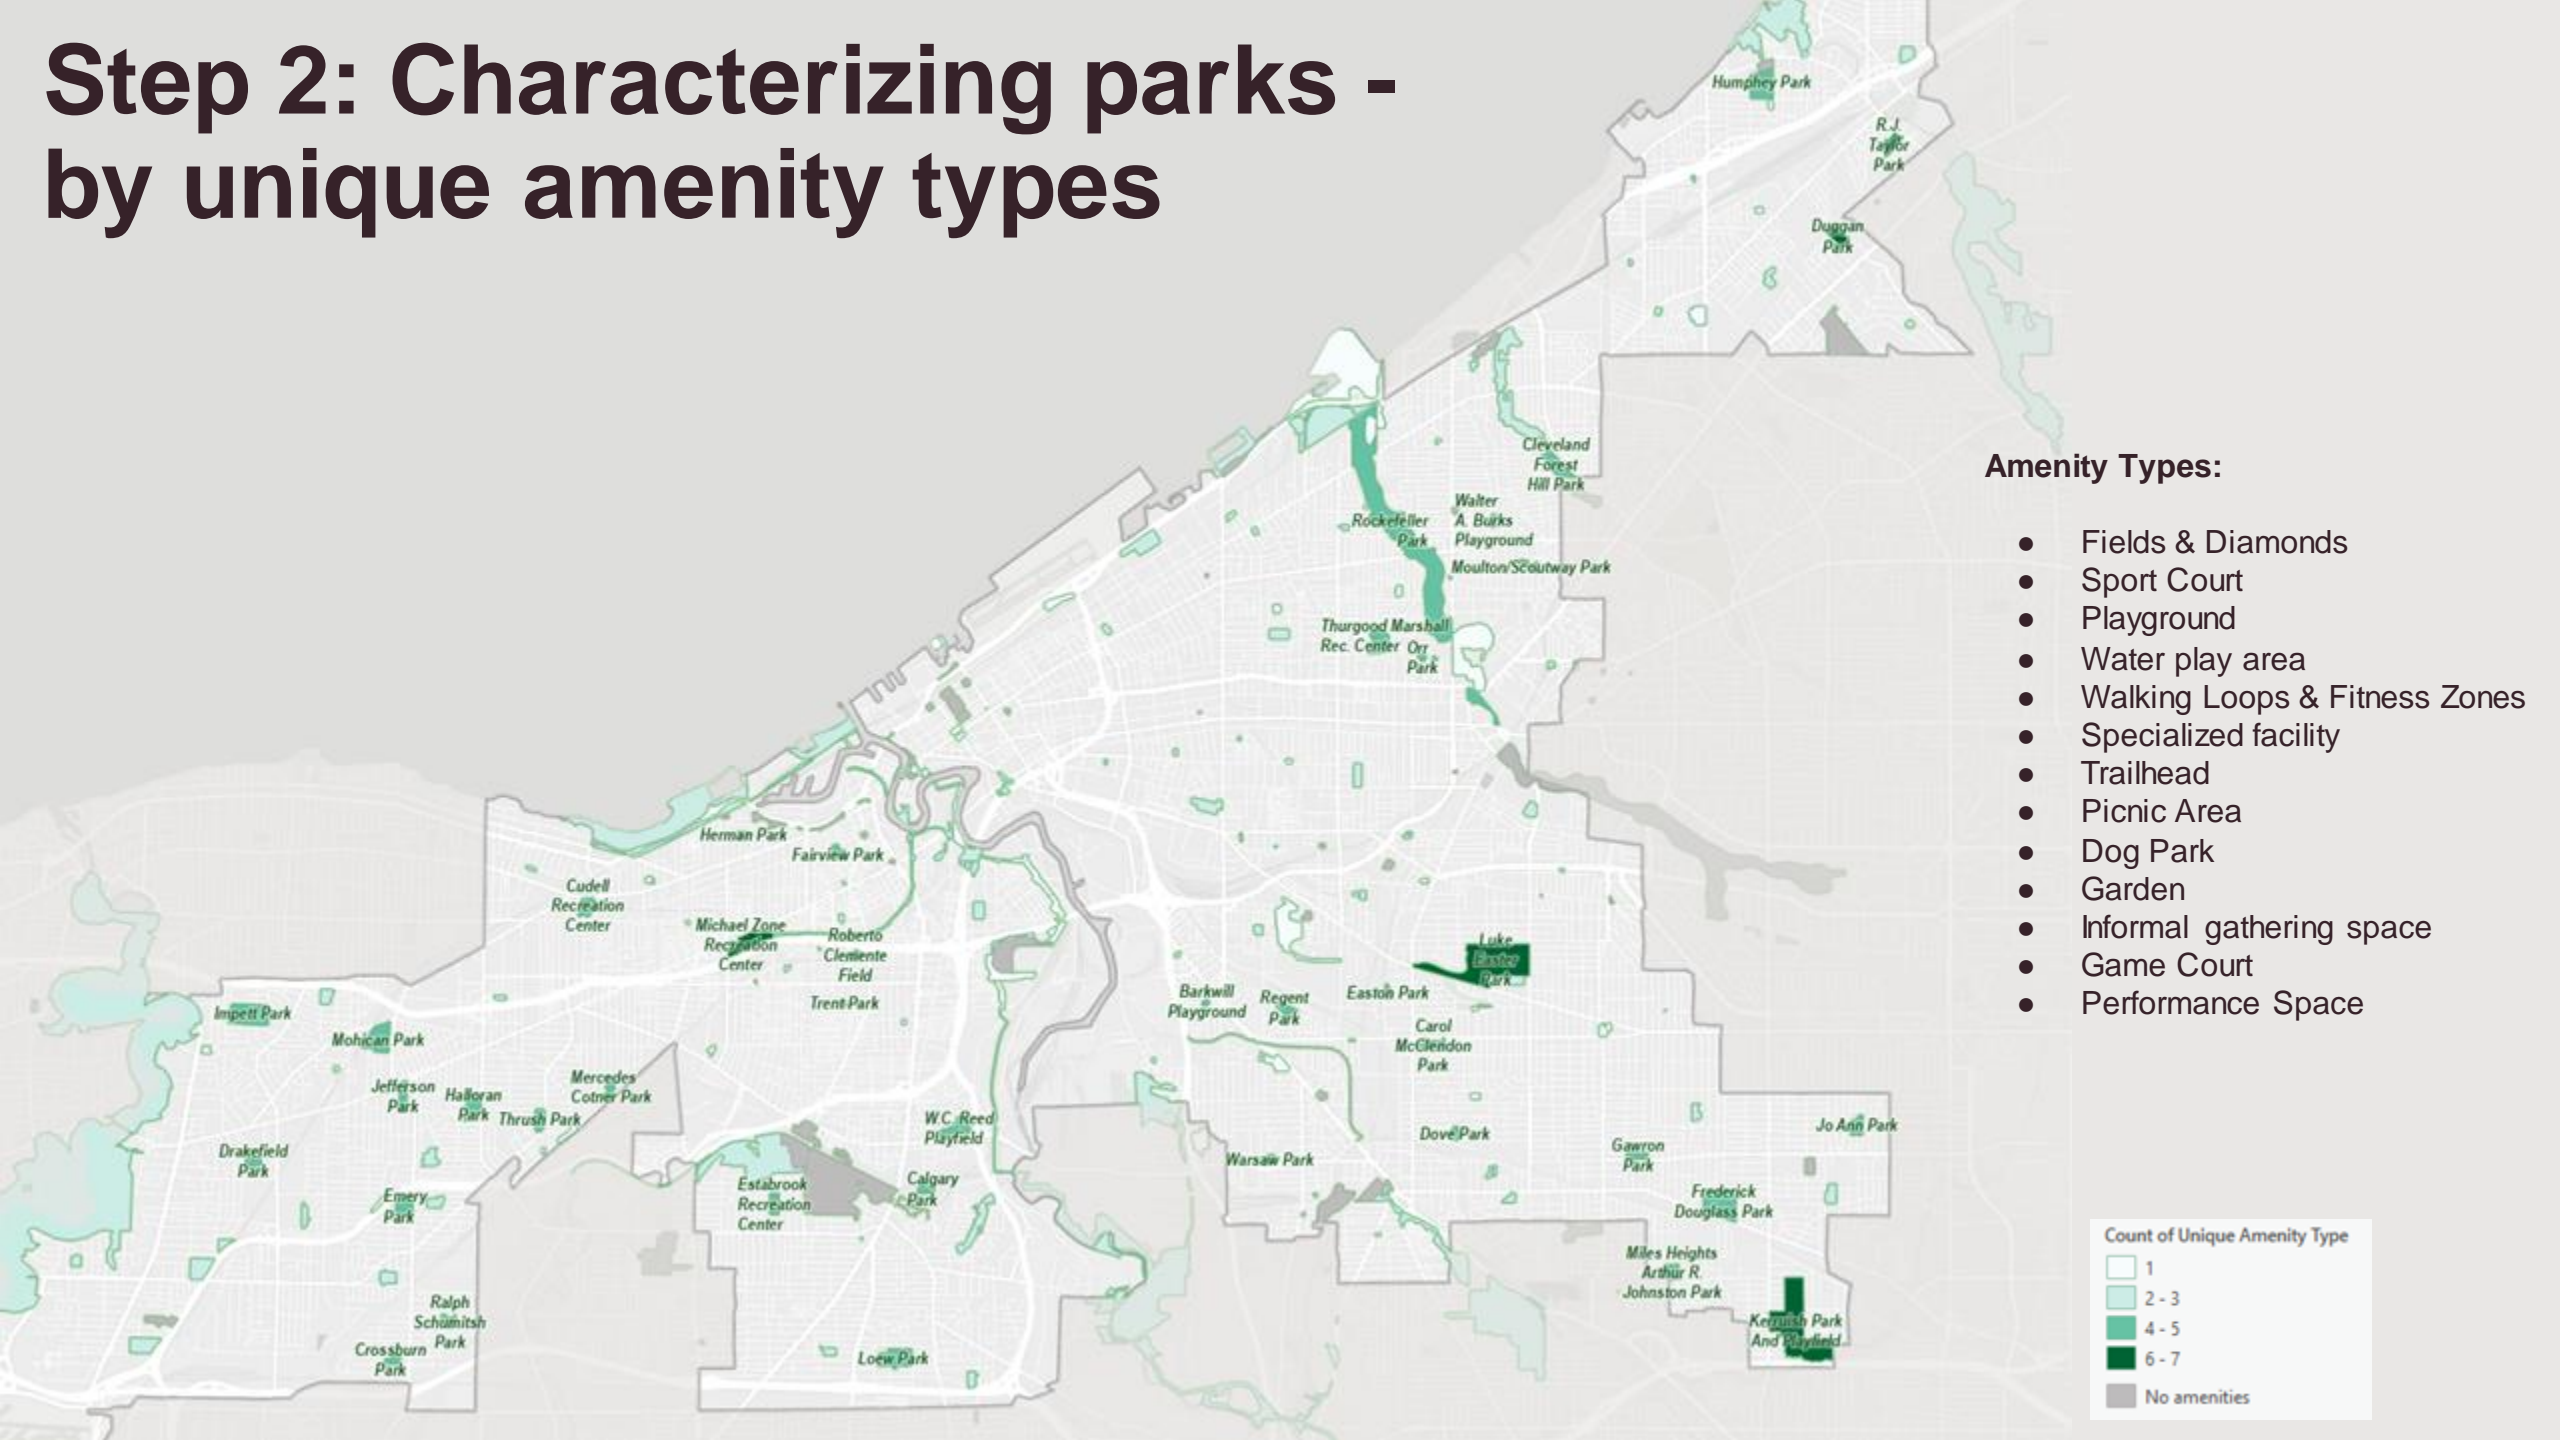 Step 2: Characterizing parks -
by unique amenity types
Humphey Park
R.J.
Taylor
Park
Duggan
Park
Cleveland
Forest
Hill Park
Walter
A. Burks
Playground
Rockefeller
Park
Moulton/Scoutway Park
Thurgood Marshall
Rec. Center
Orr
Park
Herman Park
Fairview Park
Cudell
Recreation
Center
Michael Zone
Recreation
Center
Roberto
Clemente
Field
Trent Park
Luke
Easter
Park
Barkwill
Playground
Regent
Park
Easton Park
Carol
McClendon
Park
Impett Park
Mohican Park
Jefferson
Park
Halloran
Park
Thrush Park
Mercedes
Cotner Park
W.C. Reed
Playfield
Dove Park
Jo Ann Park
Gawron
Park
Warsaw Park
Drakefield
Park
Emery
Park
Estabrook
Recreation
Center
Calgary
Park
Frederick
Douglass Park
Miles Heights
Arthur R.
Johnston Park
Kerruish Park
And Playfield
Ralph
Schumitsh
Park
Crossburn
Park
Loew Park
Amenity Types:
● Fields & Diamonds
● Sport Court
● Playground
● Water play area
● Walking Loops & Fitness Zones
● Specialized facility
● Trailhead
● Picnic Area
● Dog Park
● Garden
● Informal gathering space
● Game Court
● Performance Space
Count of Unique Amenity Type
1
2 - 3
4 - 5
6 - 7
No amenities